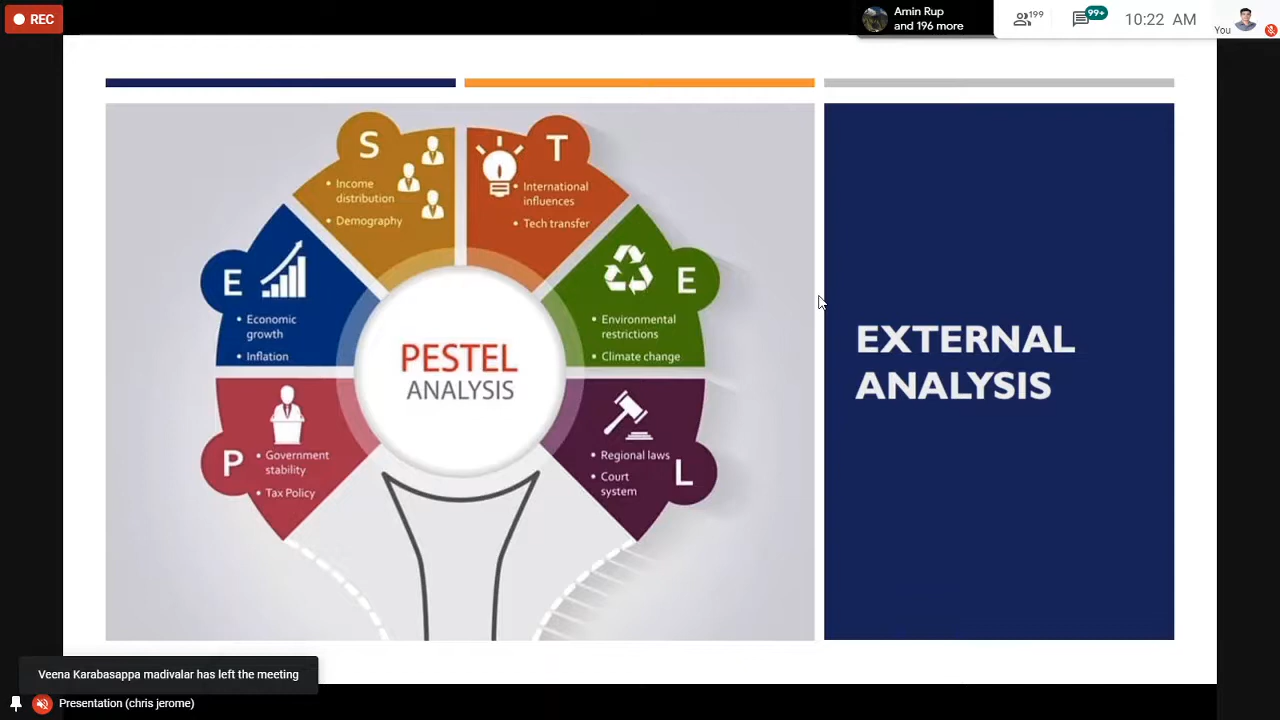 REC
Amin Rup
and 196 more
199
99+
10:22 AM
You
S
Income
distribution
Demography
T
International
influences
Tech transfer
E
Economic
growth
Inflation
E
Environmental
restrictions
Climate change
PESTEL
ANALYSIS
P
Government
stability
Tax Policy
Regional laws
Court
system
L
EXTERNAL
ANALYSIS
Veena Karabasappa madivalar has left the meeting
Presentation (chris jerome)